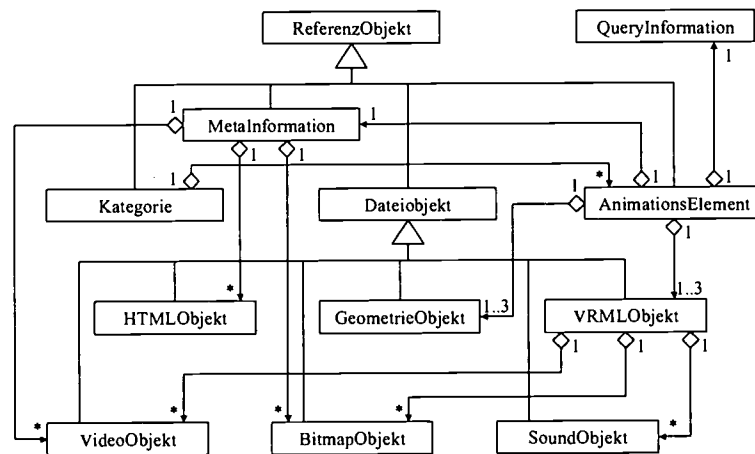 ReferenzObjekt
QueryInformation
1
1
1
MetaInformation
1
1
1
*
1
1
1
Kategorie
Dateiobjekt
AnimationsElement
1
*
1..3
1..3
HTMLObjekt
GeometrieObjekt
VRMLObjekt
1
1
1
*
*
*
*
*
VideoObjekt
BitmapObjekt
SoundObjekt